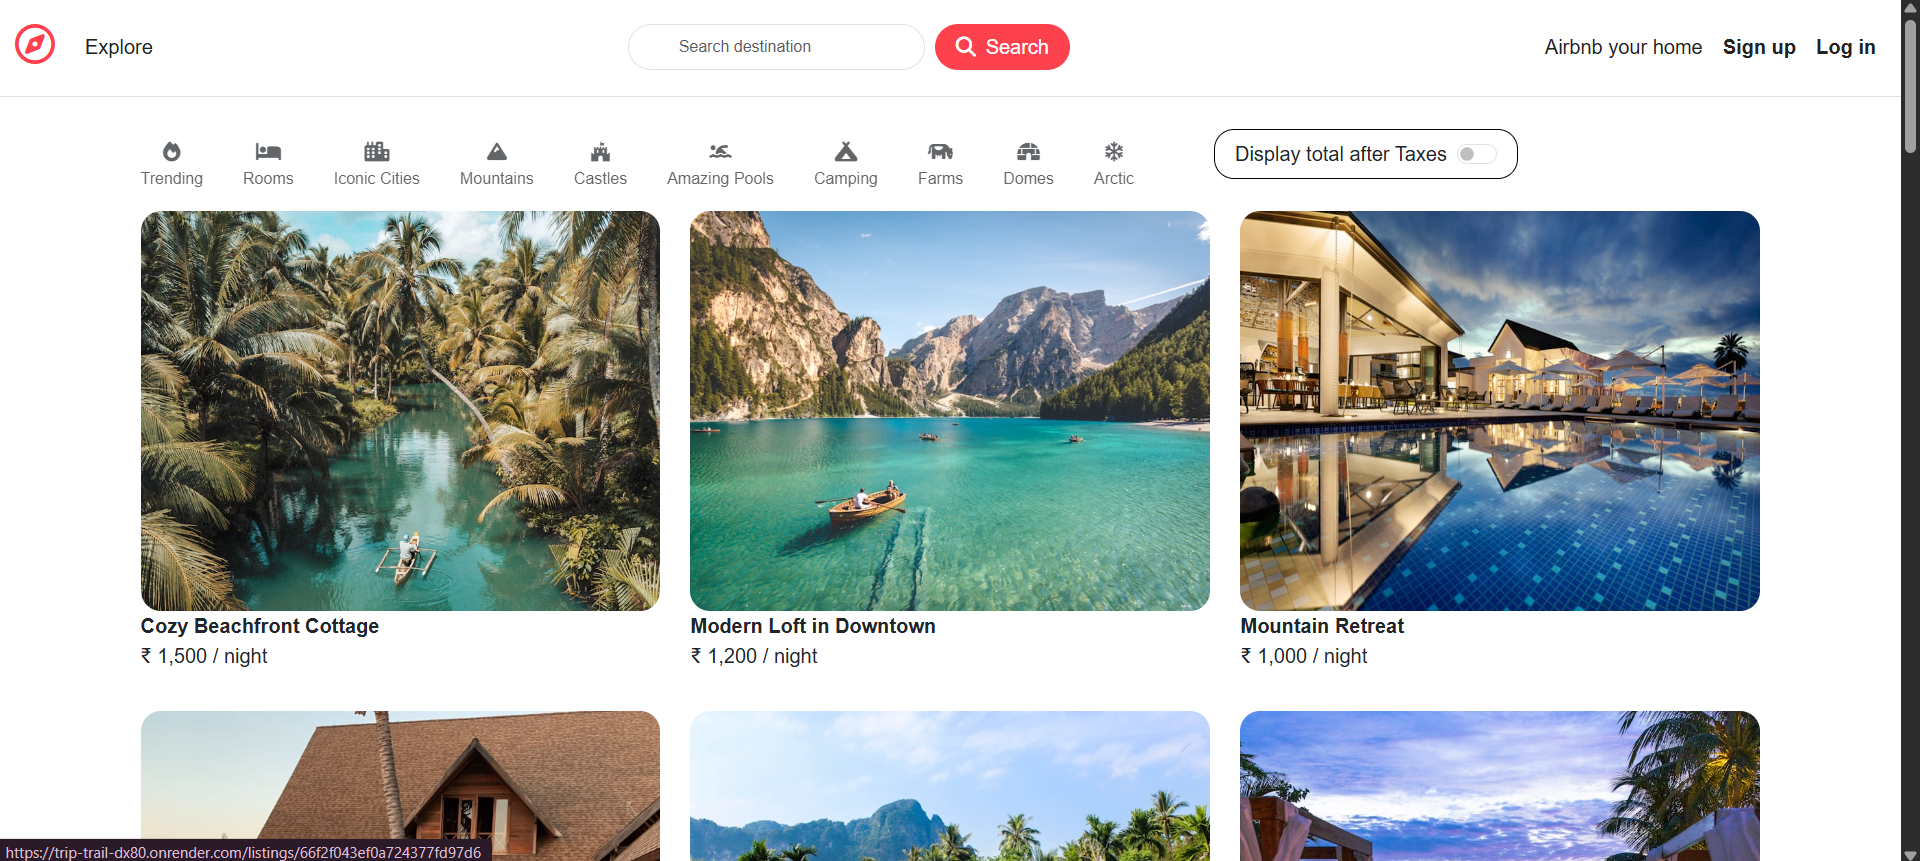 Explore
Search destination
Search
Airbnb your home
Sign up
Log in
Trending
Rooms
Iconic Cities
Mountains
Castles
Amazing Pools
Camping
Farms
Domes
Arctic
Display total after Taxes
Cozy Beachfront Cottage
₹ 1,500 / night
Modern Loft in Downtown
₹ 1,200 / night
Mountain Retreat
₹ 1,000 / night
https://trip-trail-dx80.onrender.com/listings/66f2f043ef0a724377fd97d6